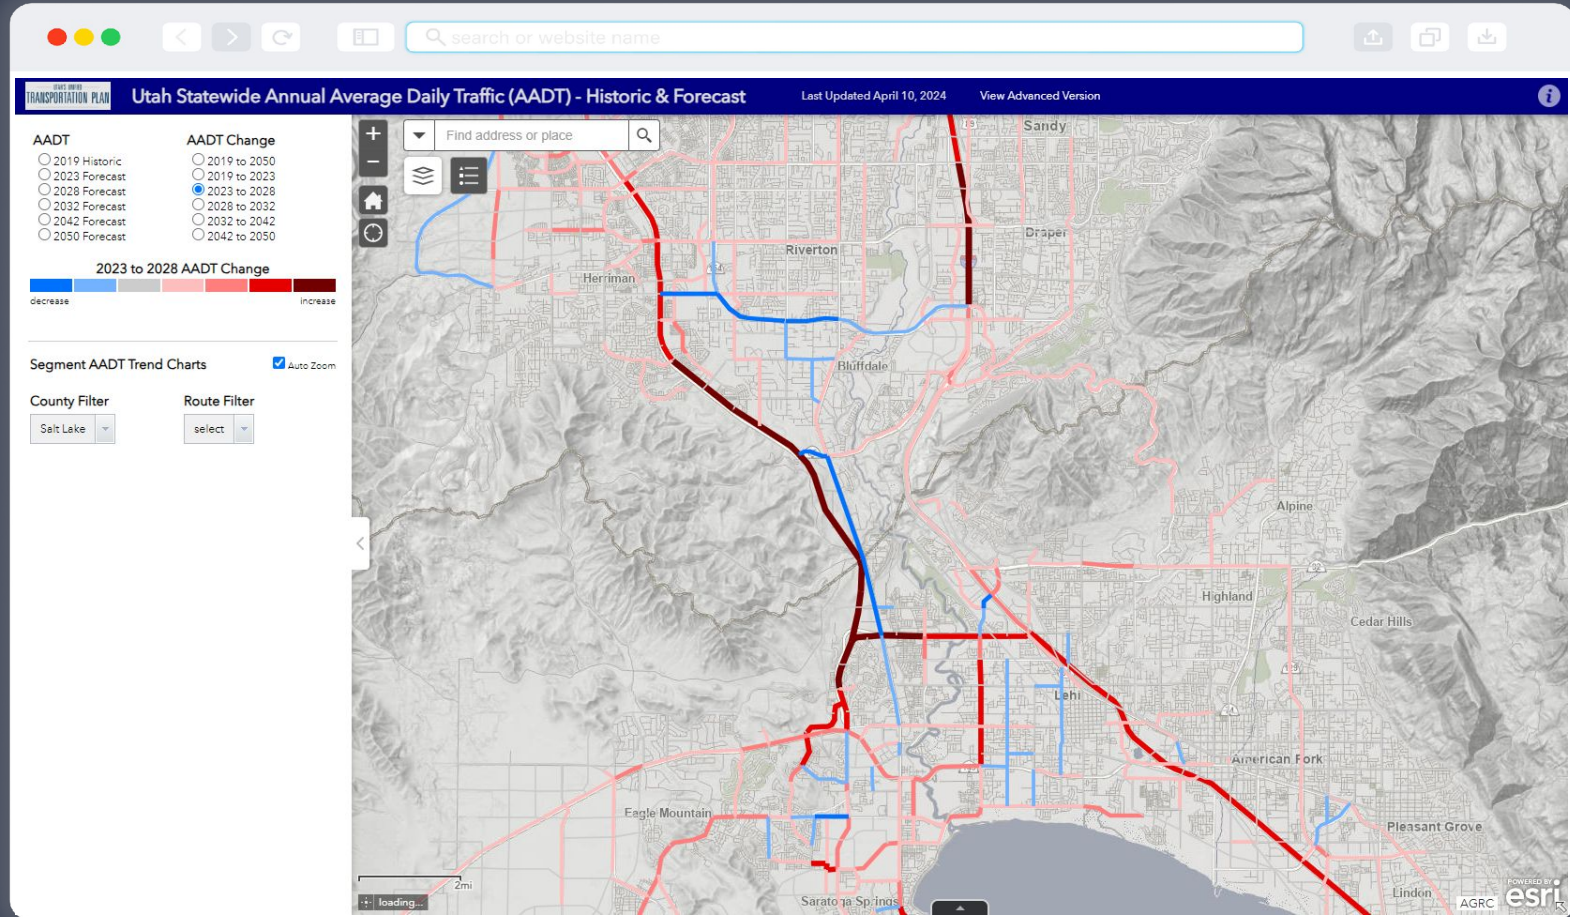 search or website name
UTAH'S UNIFIED
TRANSPORTATION PLAN
Utah Statewide Annual Average Daily Traffic (AADT) - Historic & Forecast
Last Updated April 10, 2024
View Advanced Version
AADT
2019 Historic
2023 Forecast
2028 Forecast
2032 Forecast
2042 Forecast
2050 Forecast
AADT Change
2019 to 2050
2019 to 2023
2023 to 2028
2028 to 2032
2032 to 2042
2042 to 2050
2023 to 2028 AADT Change
decrease
increase
Segment AADT Trend Charts
Auto Zoom
County Filter
Route Filter
Salt Lake
select
Find address or place
Sandy
Draper
Riverton
Herriman
Bluffdale
Alpine
Highland
Cedar Hills
Lehi
American Fork
Eagle Mountain
Pleasant Grove
Saratoga Springs
Lindon
2mi
loading...
AGRC
POWERED BY
esri